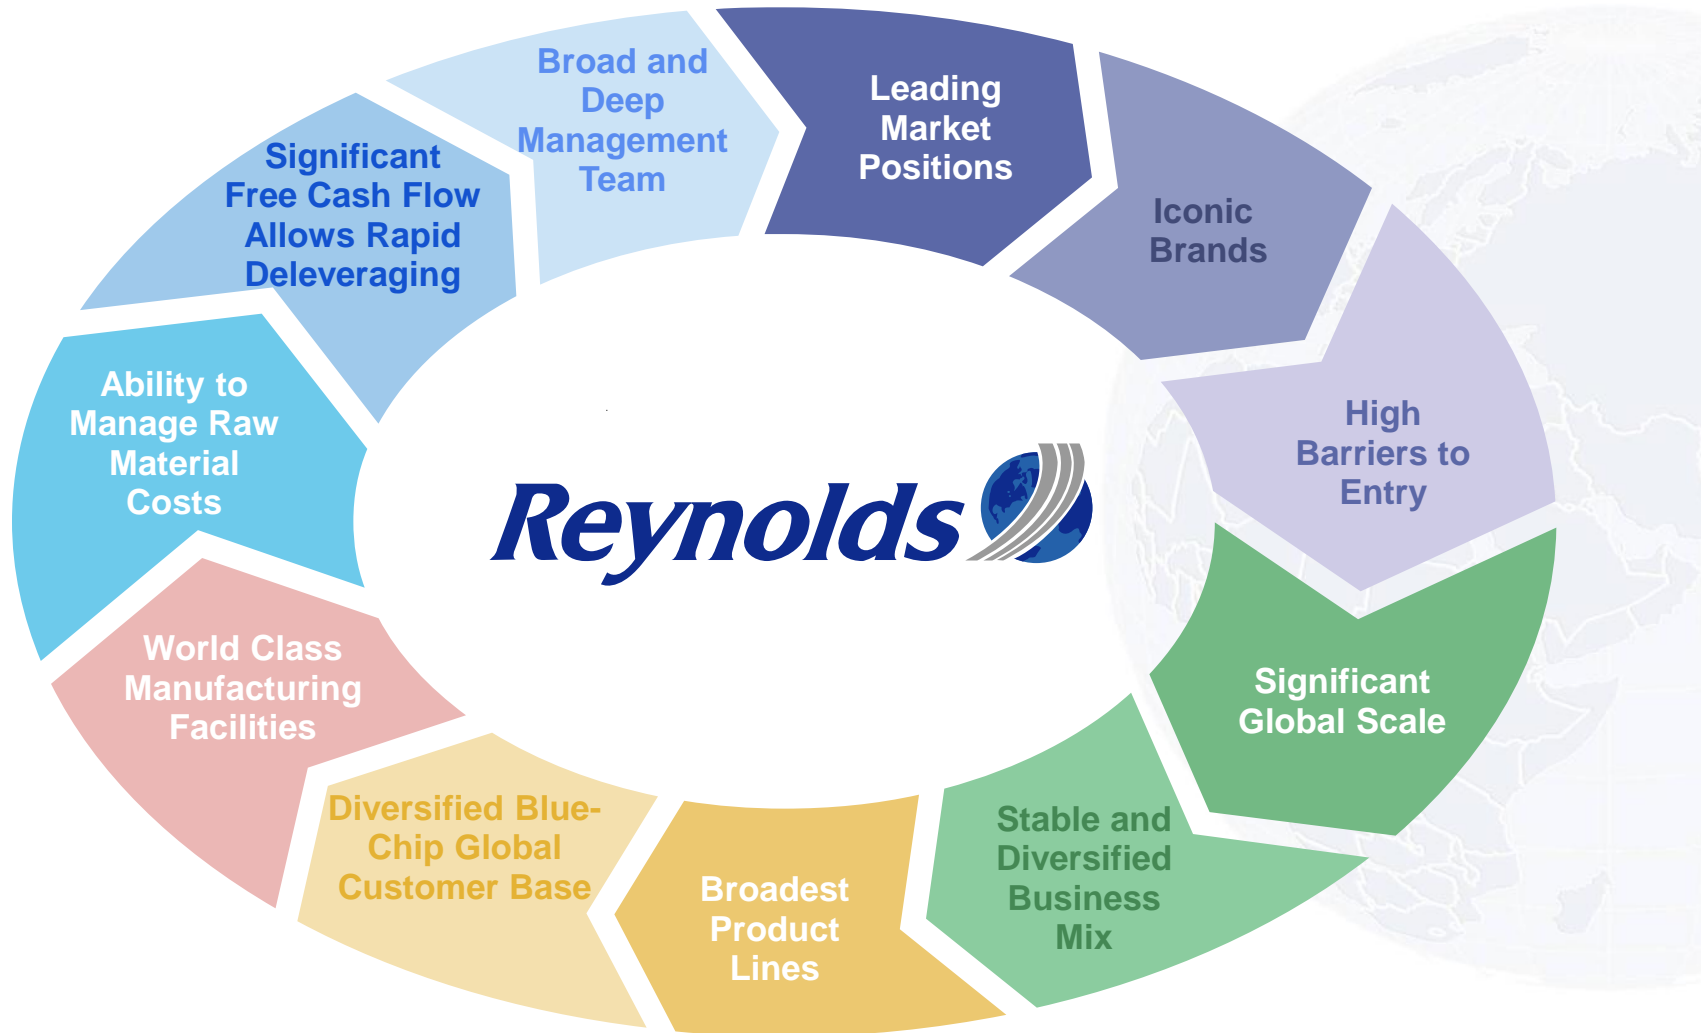 Broad and
Deep
Management
Team
Leading
Market
Positions
Iconic
Brands
High
Barriers to
Entry
Significant
Global Scale
Stable and
Diversified
Business
Mix
Broadest
Product
Lines
Diversified Blue-
Chip Global
Customer Base
World Class
Manufacturing
Facilities
Ability to
Manage Raw
Material
Costs
Significant
Free Cash Flow
Allows Rapid
Deleveraging
Reynolds